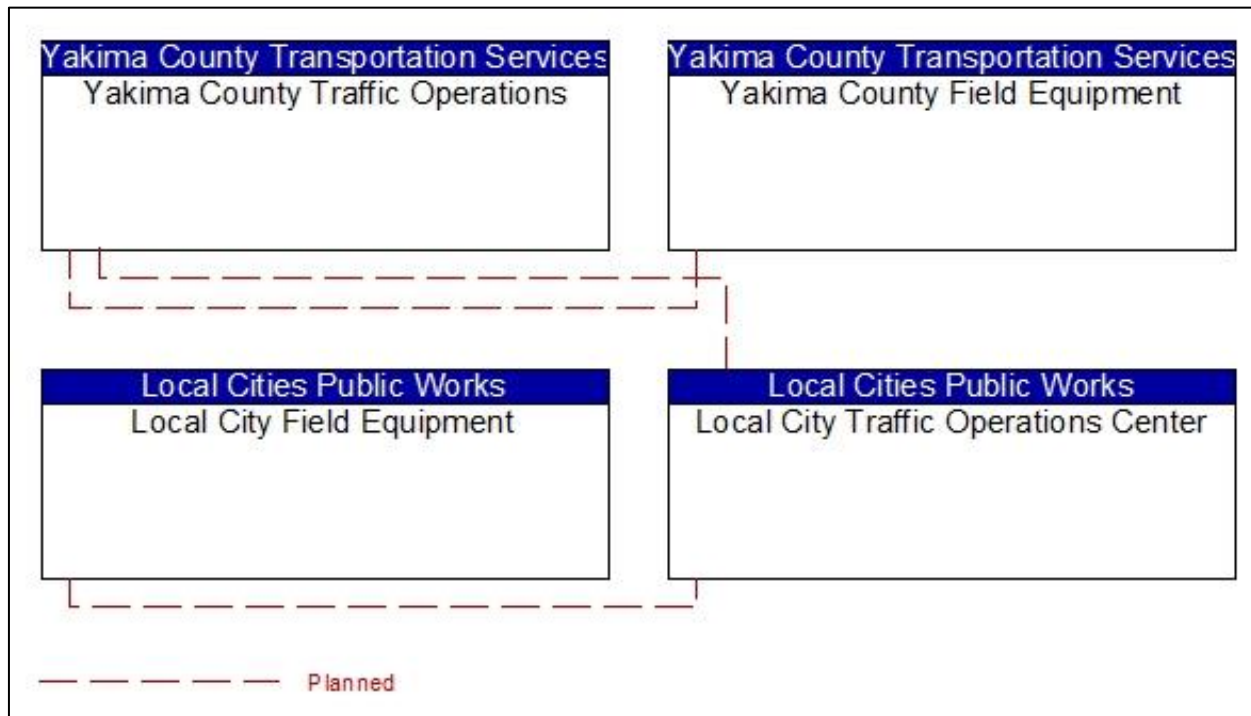 Yakima County Transportation Services
Yakima County Traffic Operations
Yakima County Transportation Services
Yakima County Field Equipment
Local Cities Public Works
Local City Field Equipment
Local Cities Public Works
Local City Traffic Operations Center
Planned